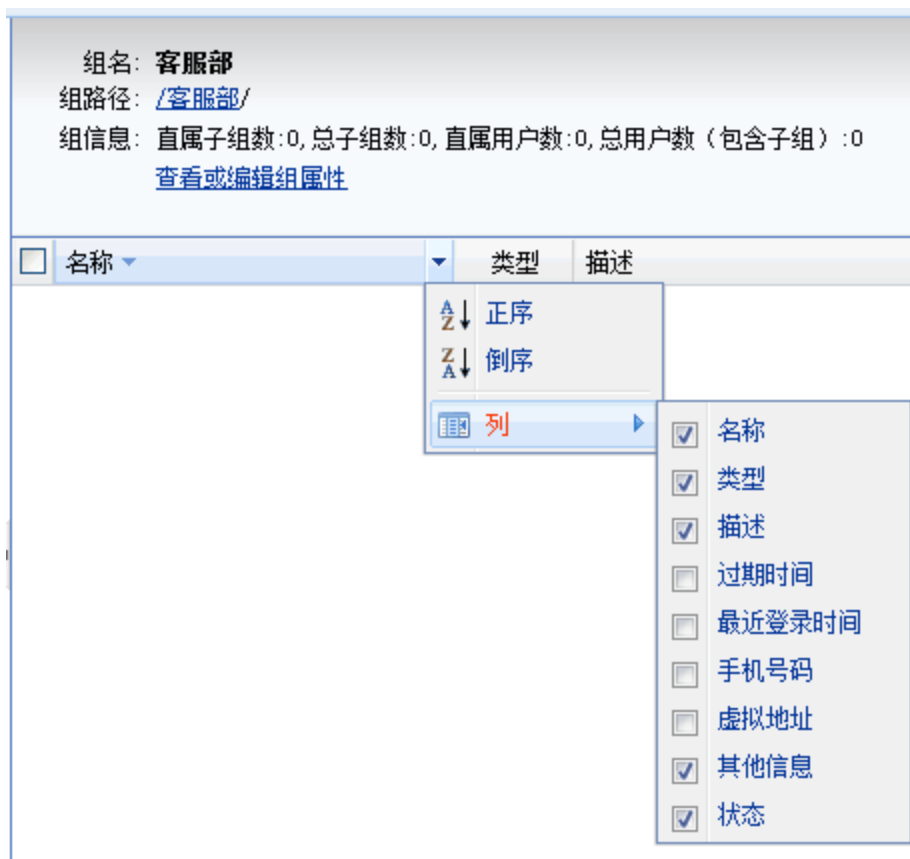 组名: 客服部
组路径: /客服部/
组信息: 直属子组数:0, 总子组数:0, 直属用户数:0, 总用户数（包含子组）:0
查看或编辑组属性
名称 类型 描述
正序
倒序
列
名称
类型
描述
过期时间
最近登录时间
手机号码
虚拟地址
其他信息
状态